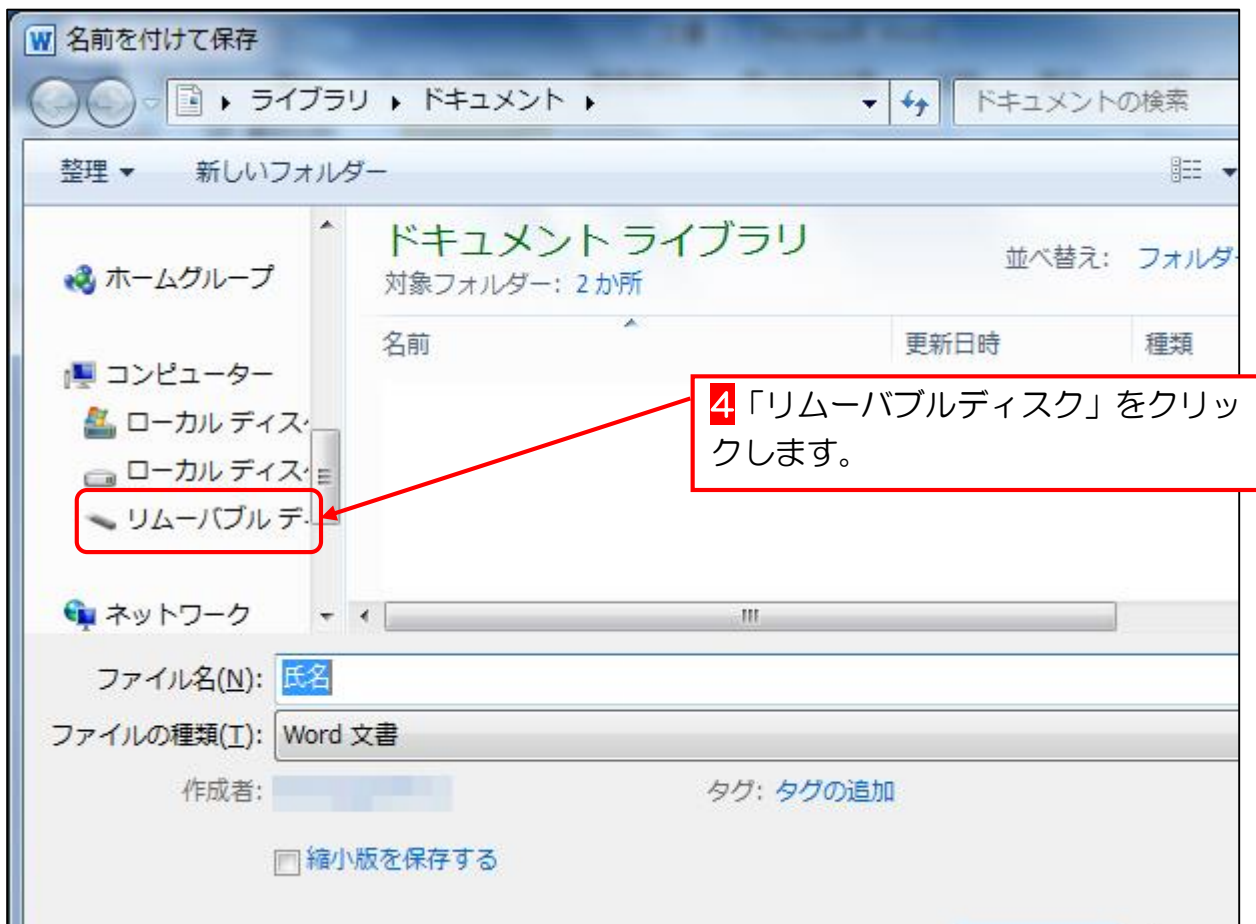 名前を付けて保存
ライブラリ ▸ ドキュメント ▸
ドキュメントの検索
整理 ▼ 新しいフォルダー
ドキュメント ライブラリ
対象フォルダー: 2 か所
並べ替え: フォルダー
名前 更新日時 種類
ホームグループ
コンピューター
ローカル ディス
ローカル ディス
リムーバブル デ
ネットワーク
4「リムーバブルディスク」をクリッ
クします。
ファイル名(N): 氏名
ファイルの種類(T): Word 文書
作成者:
タグ: タグの追加
縮小版を保存する